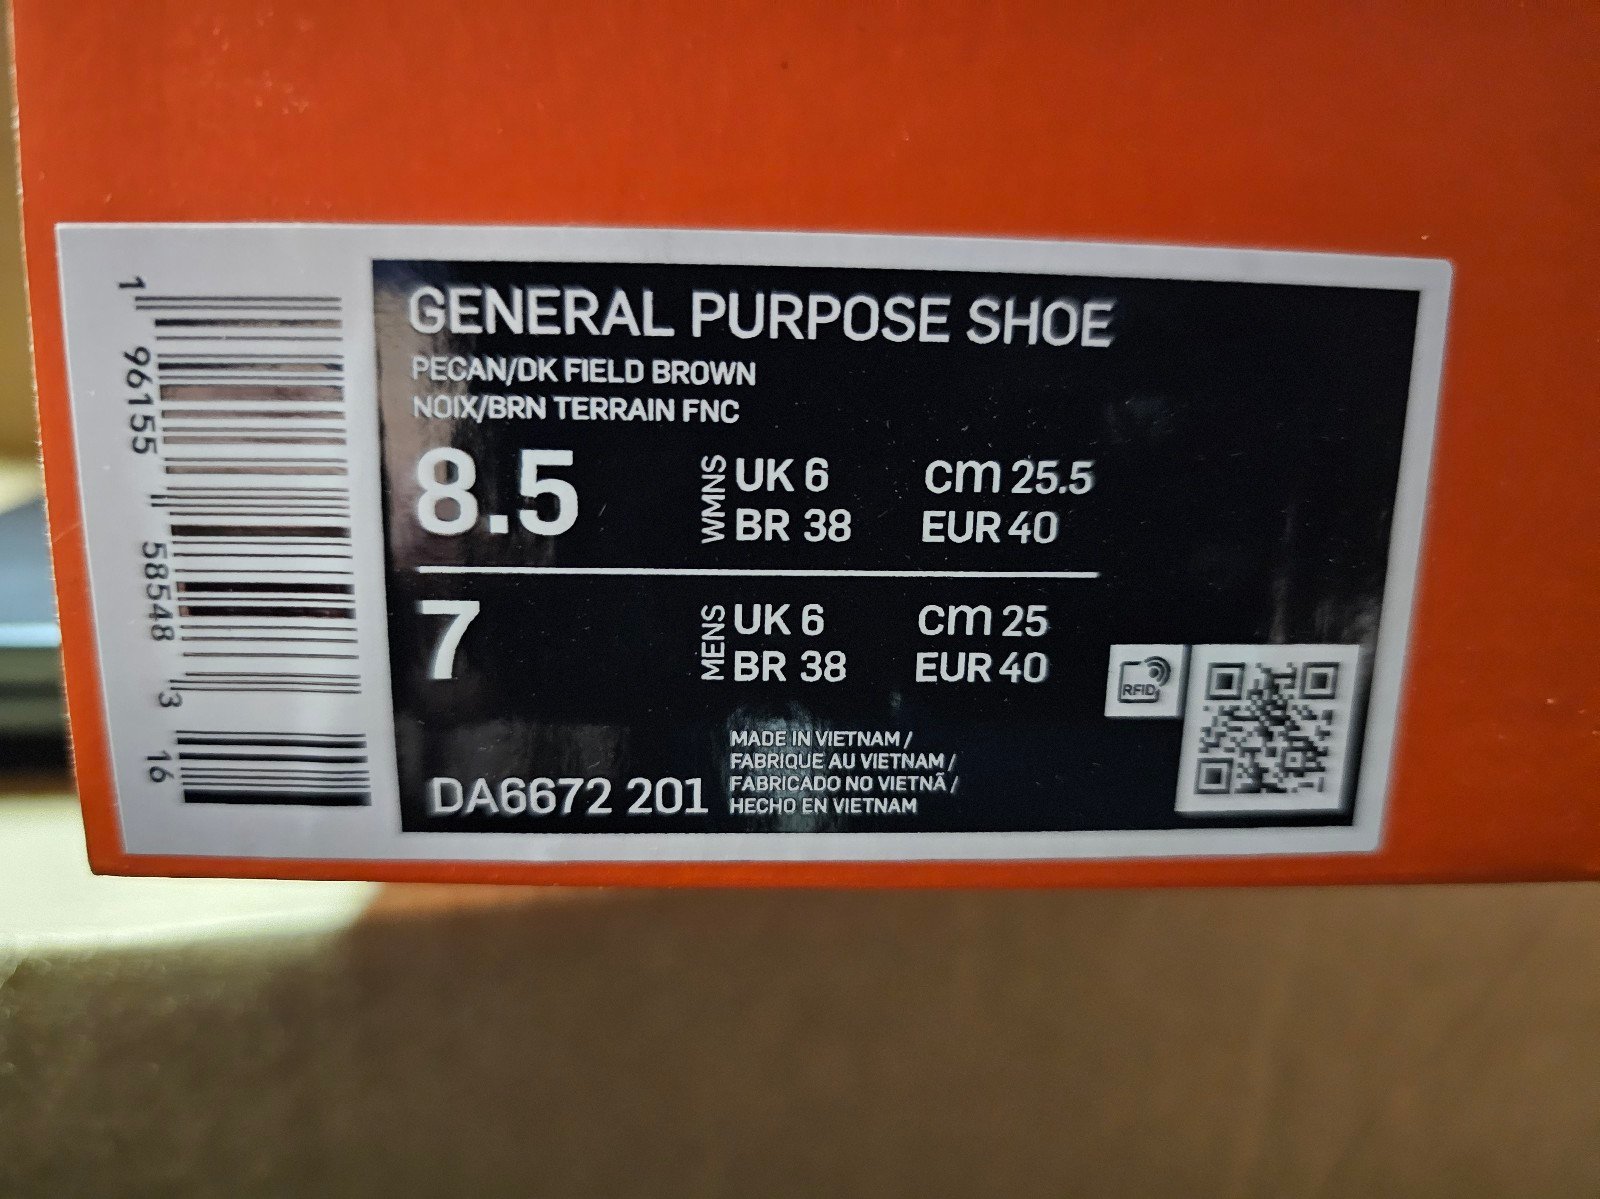 GENERAL PURPOSE SHOE
PECAN/DK FIELD BROWN
NOIX/BRN TERRAIN FNC
8.5 WMNS UK 6 cm 25.5
BR 38 EUR 40
7 MENS UK 6 cm 25
BR 38 EUR 40
RFID
MADE IN VIETNAM /
FABRIQUE AU VIETNAM /
FABRICADO NO VIETNÃ /
DA6672 201 HECHO EN VIETNAM
1 96155 58548 3 16